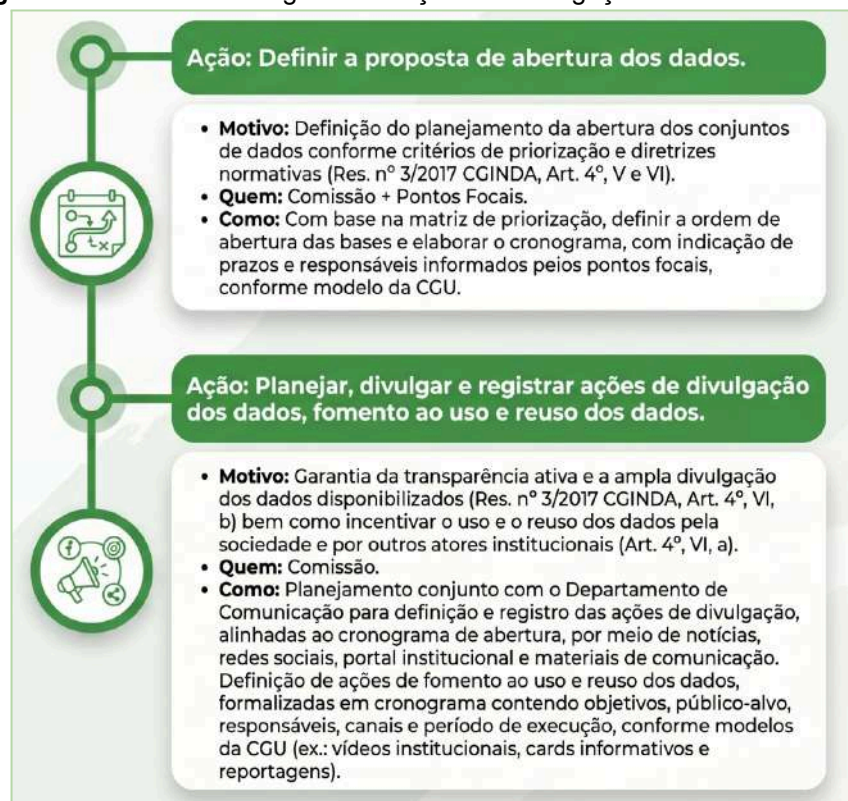 Ação: Definir a proposta de abertura dos dados.
• Motivo: Definição do planejamento da abertura dos conjuntos
de dados conforme critérios de priorização e diretrizes
normativas (Res. nº 3/2017 CGINDA, Art. 4º, V e VI).
• Quem: Comissão + Pontos Focais.
• Como: Com base na matriz de priorização, definir a ordem de
abertura das bases e elaborar o cronograma, com indicação de
prazos e responsáveis informados peios pontos focais,
conforme modelo da CGU.
Ação: Planejar, divulgar e registrar ações de divulgação
dos dados, fomento ao uso e reuso dos dados.
• Motivo: Garantia da transparência ativa e a ampla divulgação
dos dados disponibilizados (Res. nº 3/2017 CGINDA, Art. 4º, VI,
b) bem como incentivar o uso e o reuso dos dados pela
sociedade e por outros atores institucionais (Art. 4º, VI, a).
• Quem: Comissão.
• Como: Planejamento conjunto com o Departamento de
Comunicação para definição e registro das ações de divulgação,
alinhadas ao cronograma de abertura, por meio de notícias,
redes sociais, portal institucional e materiais de comunicação.
Definição de ações de fomento ao uso e reuso dos dados,
formalizadas em cronograma contendo objetivos, público-alvo,
responsáveis, canais e período de execução, conforme modelos
da CGU (ex.: vídeos institucionais, cards informativos e
reportagens).